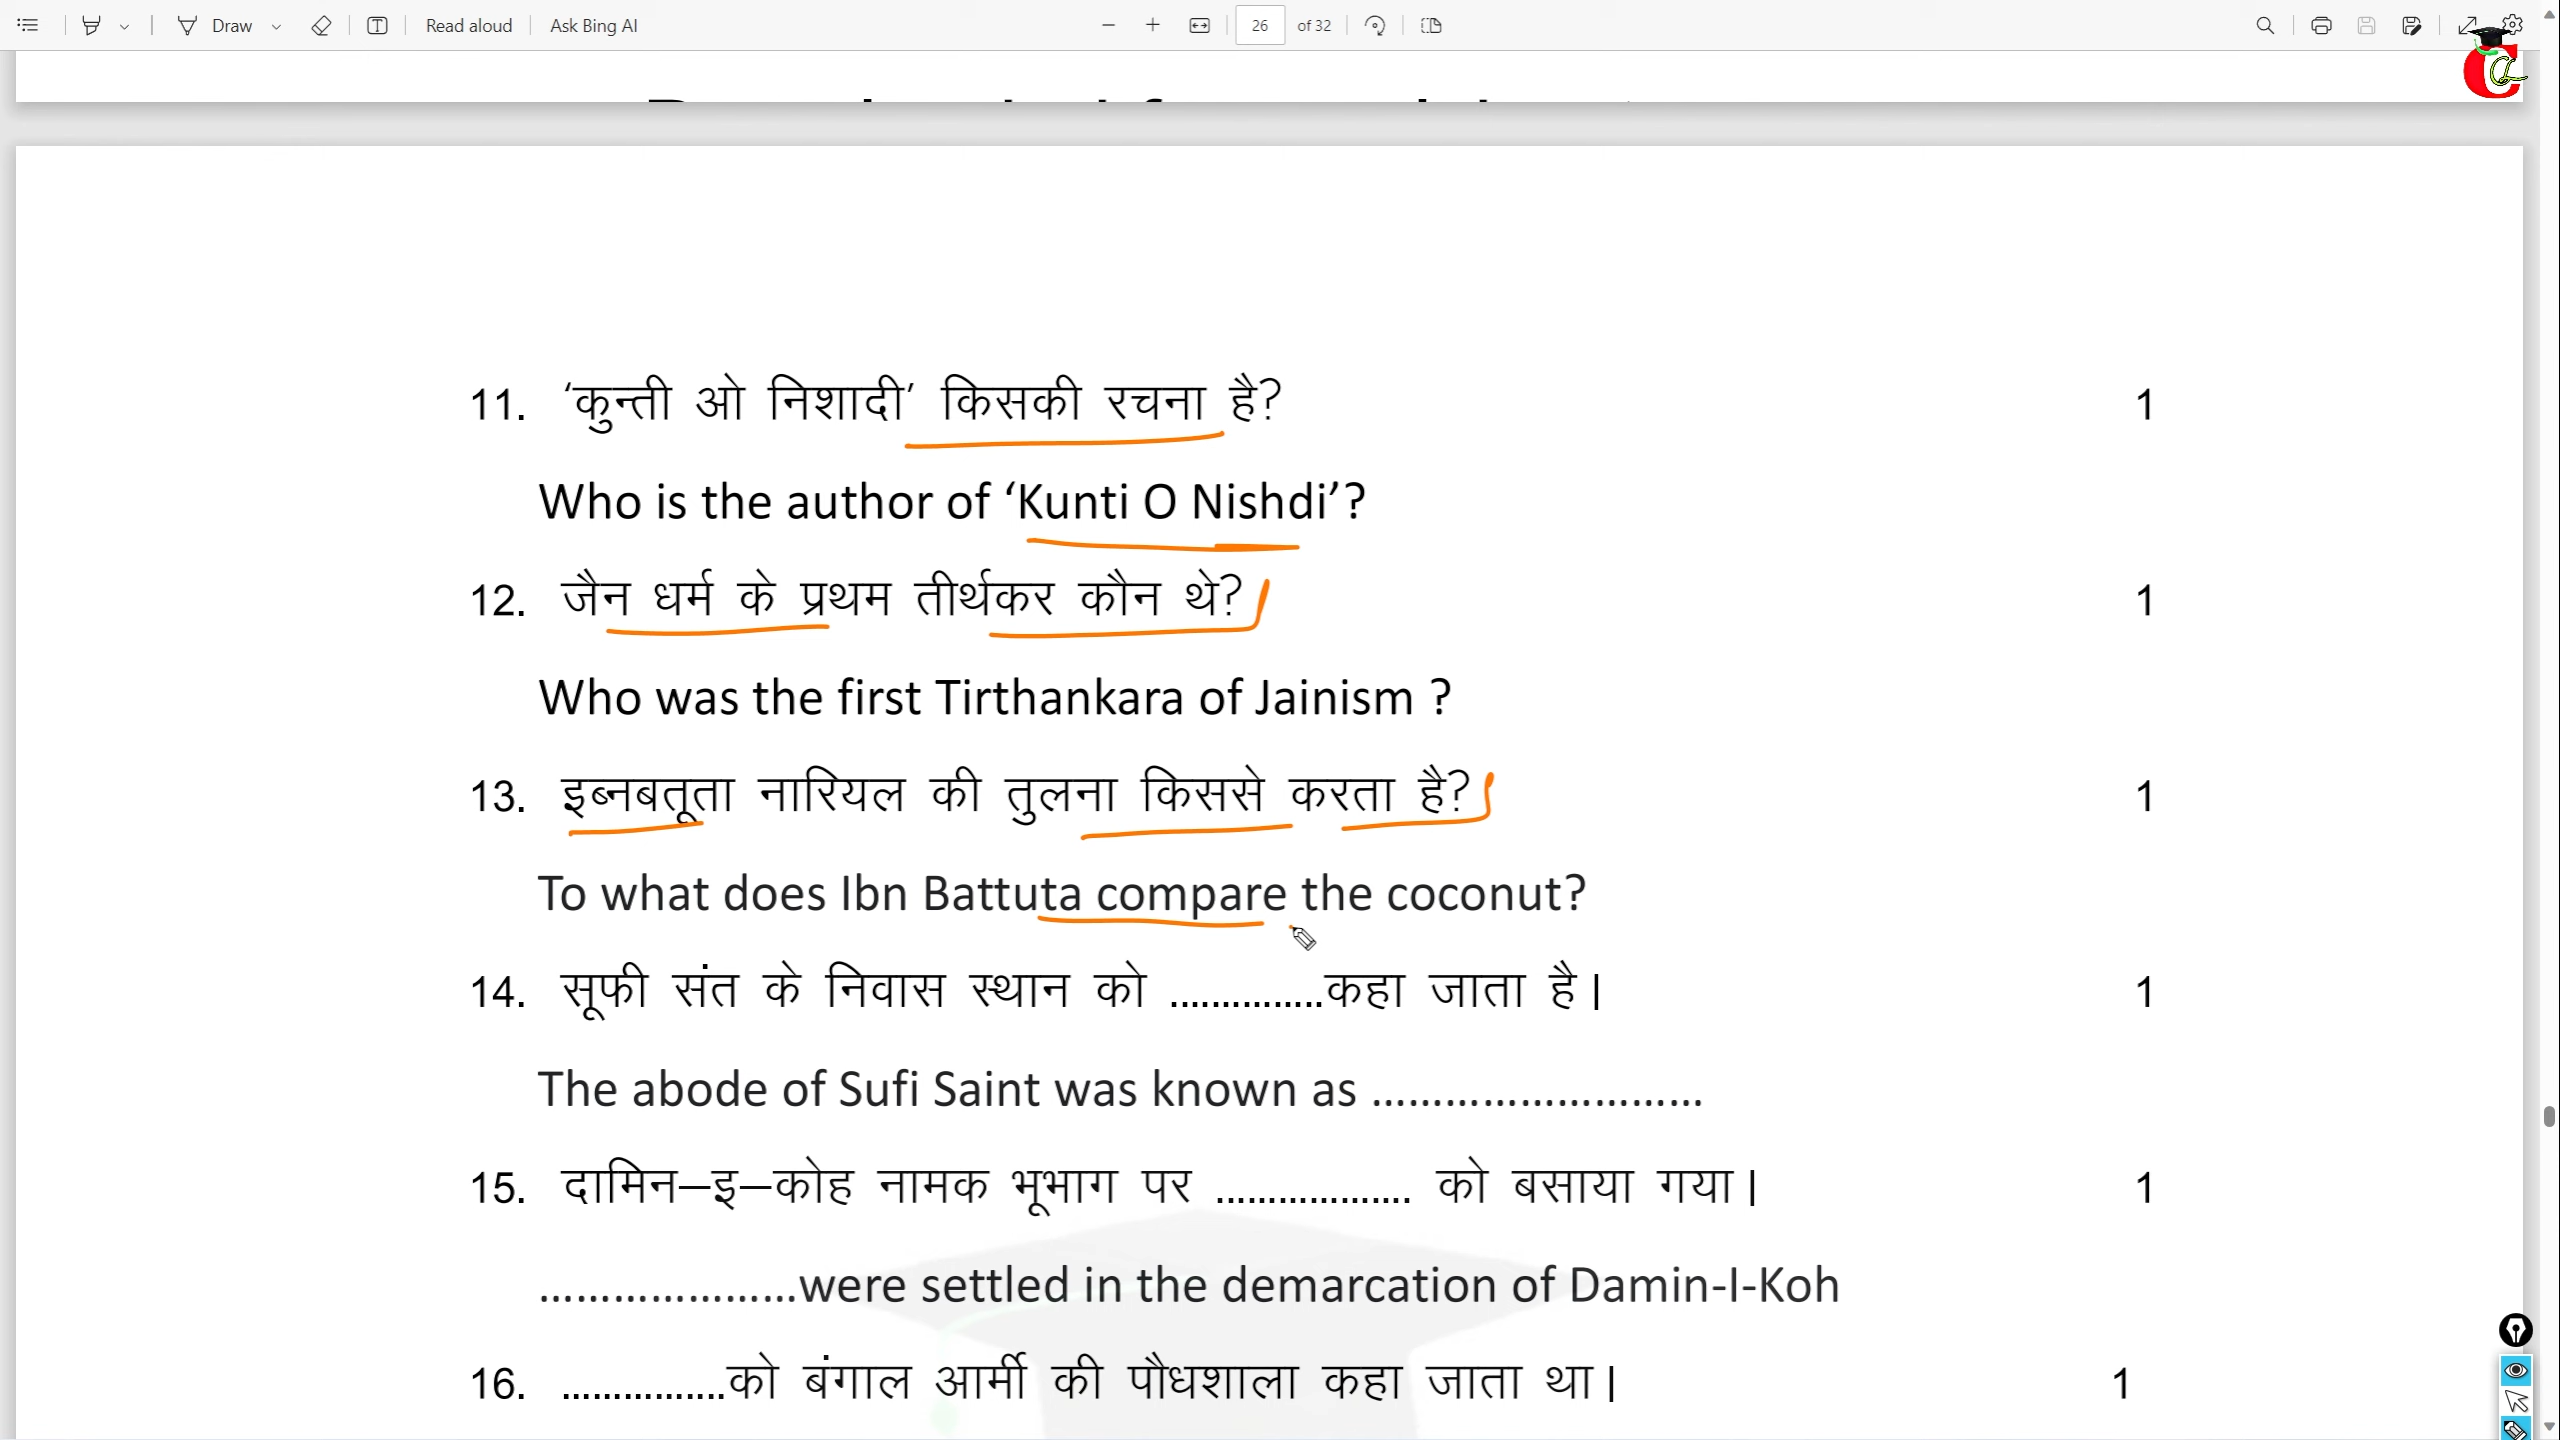 Draw
Read aloud
Ask Bing AI
26 of 32
11. ‘कुन्ती ओ निशादी’ किसकी रचना है? 1
Who is the author of ‘Kunti O Nishdi’?
12. जैन धर्म के प्रथम तीर्थकर कौन थे? 1
Who was the first Tirthankara of Jainism ?
13. इब्नबतूता नारियल की तुलना किससे करता है? 1
To what does Ibn Battuta compare the coconut?
14. सूफी संत के निवास स्थान को ...............कहा जाता है। 1
The abode of Sufi Saint was known as ...........................
15. दामिन–इ–कोह नामक भूभाग पर ................... को बसाया गया। 1
.....................were settled in the demarcation of Damin-I-Koh
16. ................को बंगाल आर्मी की पौधशाला कहा जाता था। 1